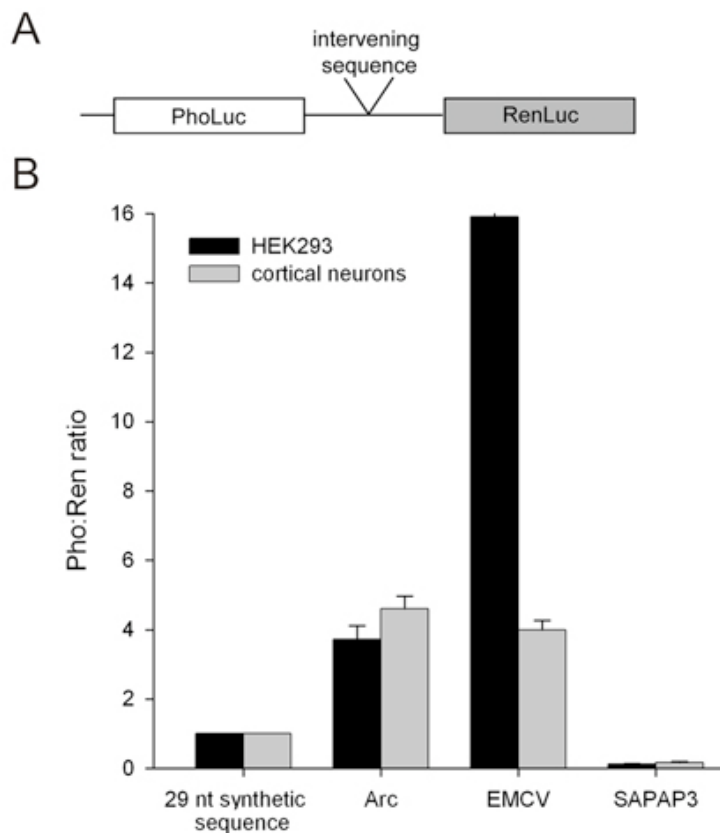 A
intervening
sequence
PhoLuc
RenLuc
B
Pho:Ren ratio
16
14
12
10
8
6
4
2
0
HEK293
cortical neurons
29 nt synthetic
sequence
Arc
EMCV
SAPAP3